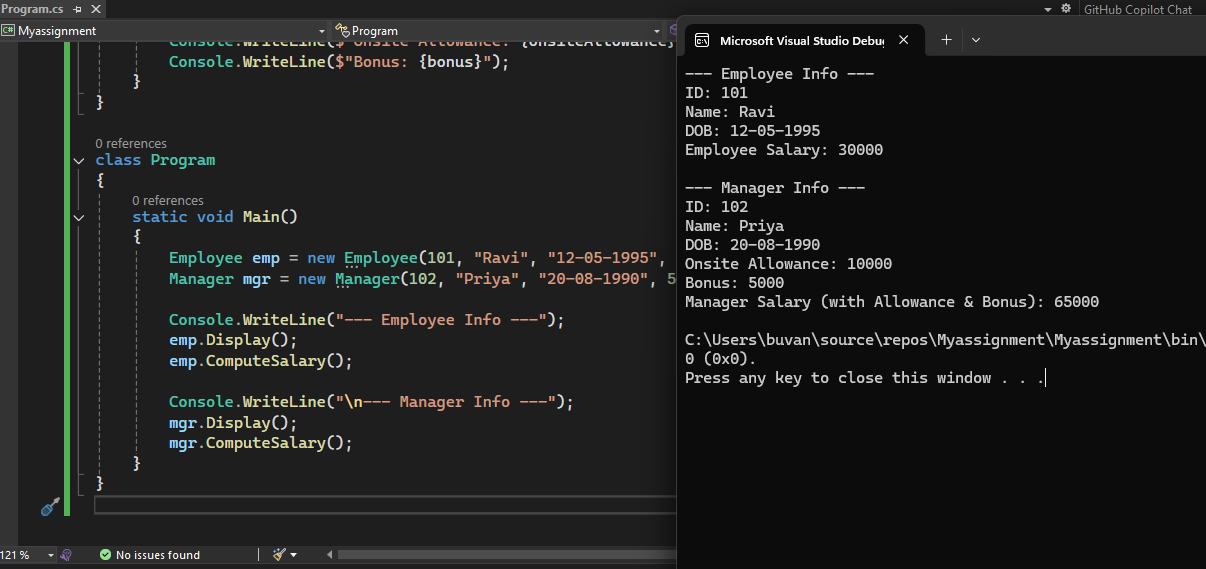 Program.cs
GitHub Copilot Chat
C# Myassignment
Program
Console.WriteLine($"Onsite Allowance: {onsiteAllowance}
Console.WriteLine($"Bonus: {bonus}");
}
}
0 references
class Program
{
0 references
static void Main()
{
Employee emp = new Employee(101, "Ravi", "12-05-1995",
Manager mgr = new Manager(102, "Priya", "20-08-1990", 5
Console.WriteLine("--- Employee Info ---");
emp.Display();
emp.ComputeSalary();
Console.WriteLine("\n--- Manager Info ---");
mgr.Display();
mgr.ComputeSalary();
}
}
121 %
No issues found
Microsoft Visual Studio Debug
--- Employee Info ---
ID: 101
Name: Ravi
DOB: 12-05-1995
Employee Salary: 30000
--- Manager Info ---
ID: 102
Name: Priya
DOB: 20-08-1990
Onsite Allowance: 10000
Bonus: 5000
Manager Salary (with Allowance & Bonus): 65000
C:\Users\buvan\source\repos\Myassignment\Myassignment\bin\
0 (0x0).
Press any key to close this window . . .